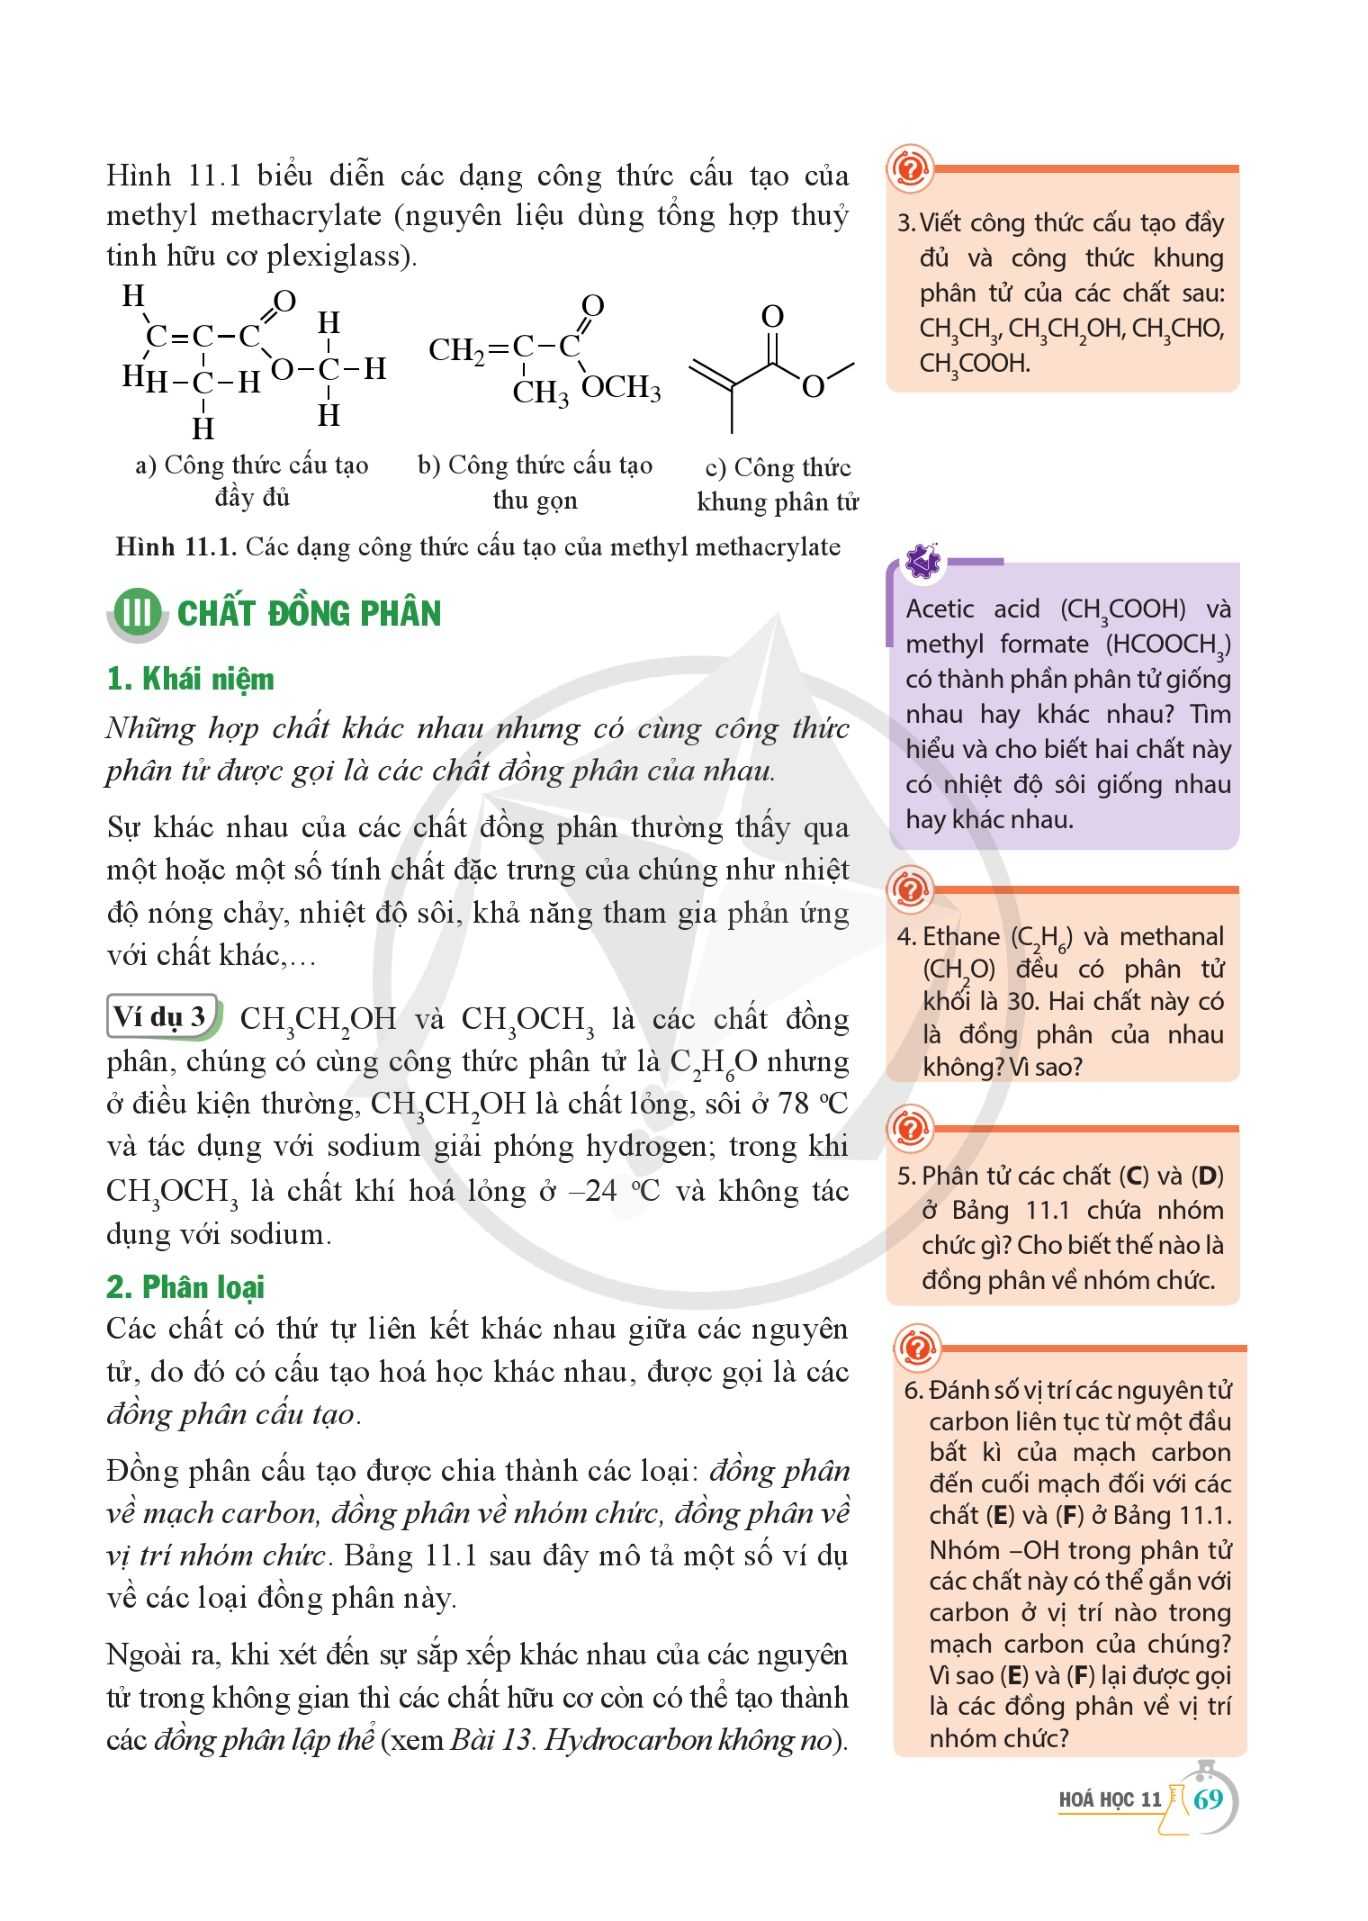 Hình 11.1 biểu diễn các dạng công thức cấu tạo của
methyl methacrylate (nguyên liệu dùng tổng hợp thuỷ
tinh hữu cơ plexiglass).
H
O
H
C=C–C
H
H–C–H
O–C–H
H
H
O
CH₂=C–C
CH₃
OCH₃
O
O
a) Công thức cấu tạo
đầy đủ
b) Công thức cấu tạo
thu gọn
c) Công thức
khung phân tử
Hình 11.1. Các dạng công thức cấu tạo của methyl methacrylate
III CHẤT ĐỒNG PHÂN
1. Khái niệm
Những hợp chất khác nhau nhưng có cùng công thức
phân tử được gọi là các chất đồng phân của nhau.
Sự khác nhau của các chất đồng phân thường thấy qua
một hoặc một số tính chất đặc trưng của chúng như nhiệt
độ nóng chảy, nhiệt độ sôi, khả năng tham gia phản ứng
với chất khác,…
Ví dụ 3 CH₃CH₂OH và CH₃OCH₃ là các chất đồng
phân, chúng có cùng công thức phân tử là C₂H₆O nhưng
ở điều kiện thường, CH₃CH₂OH là chất lỏng, sôi ở 78 °C
và tác dụng với sodium giải phóng hydrogen; trong khi
CH₃OCH₃ là chất khí hoá lỏng ở –24 °C và không tác
dụng với sodium.
2. Phân loại
Các chất có thứ tự liên kết khác nhau giữa các nguyên
tử, do đó có cấu tạo hoá học khác nhau, được gọi là các
đồng phân cấu tạo.
Đồng phân cấu tạo được chia thành các loại: đồng phân
về mạch carbon, đồng phân về nhóm chức, đồng phân về
vị trí nhóm chức. Bảng 11.1 sau đây mô tả một số ví dụ
về các loại đồng phân này.
Ngoài ra, khi xét đến sự sắp xếp khác nhau của các nguyên
tử trong không gian thì các chất hữu cơ còn có thể tạo thành
các đồng phân lập thể (xem Bài 13. Hydrocarbon không no).
?
3. Viết công thức cấu tạo đầy
đủ và công thức khung
phân tử của các chất sau:
CH₃CH₃, CH₃CH₂OH, CH₃CHO,
CH₃COOH.
Acetic acid (CH₃COOH) và
methyl formate (HCOOCH₃)
có thành phần phân tử giống
nhau hay khác nhau? Tìm
hiểu và cho biết hai chất này
có nhiệt độ sôi giống nhau
hay khác nhau.
?
4. Ethane (C₂H₆) và methanal
(CH₂O) đều có phân tử
khối là 30. Hai chất này có
là đồng phân của nhau
không? Vì sao?
?
5. Phân tử các chất (C) và (D)
ở Bảng 11.1 chứa nhóm
chức gì? Cho biết thế nào là
đồng phân về nhóm chức.
?
6. Đánh số vị trí các nguyên tử
carbon liên tục từ một đầu
bất kì của mạch carbon
đến cuối mạch đối với các
chất (E) và (F) ở Bảng 11.1.
Nhóm –OH trong phân tử
các chất này có thể gắn với
carbon ở vị trí nào trong
mạch carbon của chúng?
Vì sao (E) và (F) lại được gọi
là các đồng phân về vị trí
nhóm chức?
HOÁ HỌC 11 69